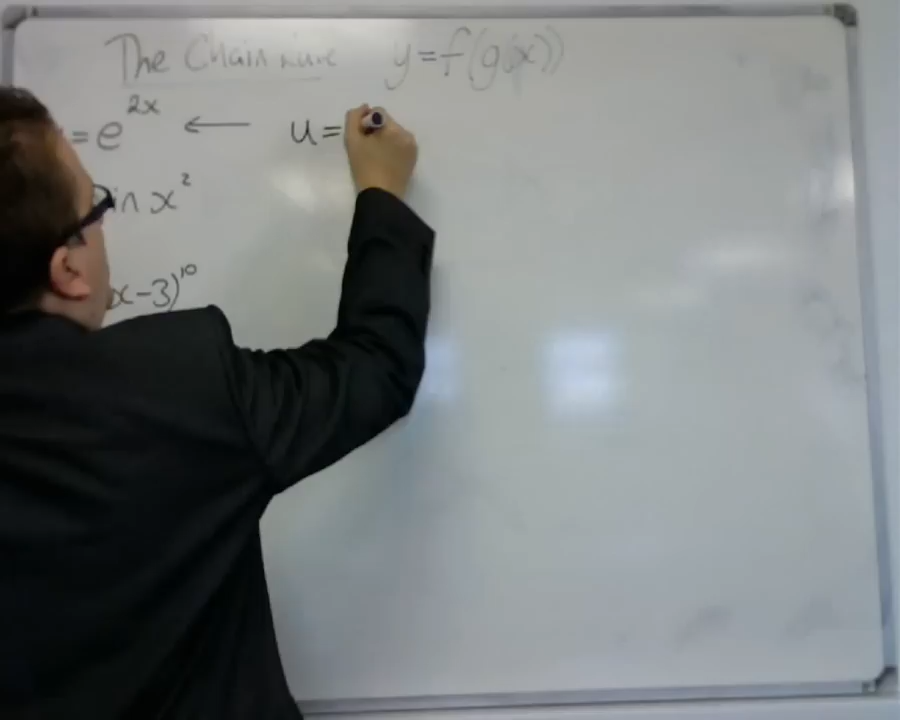 The Chain Rule y=f(g(x))
=e^{2x} ← u=
in x²
x-3)^{10}